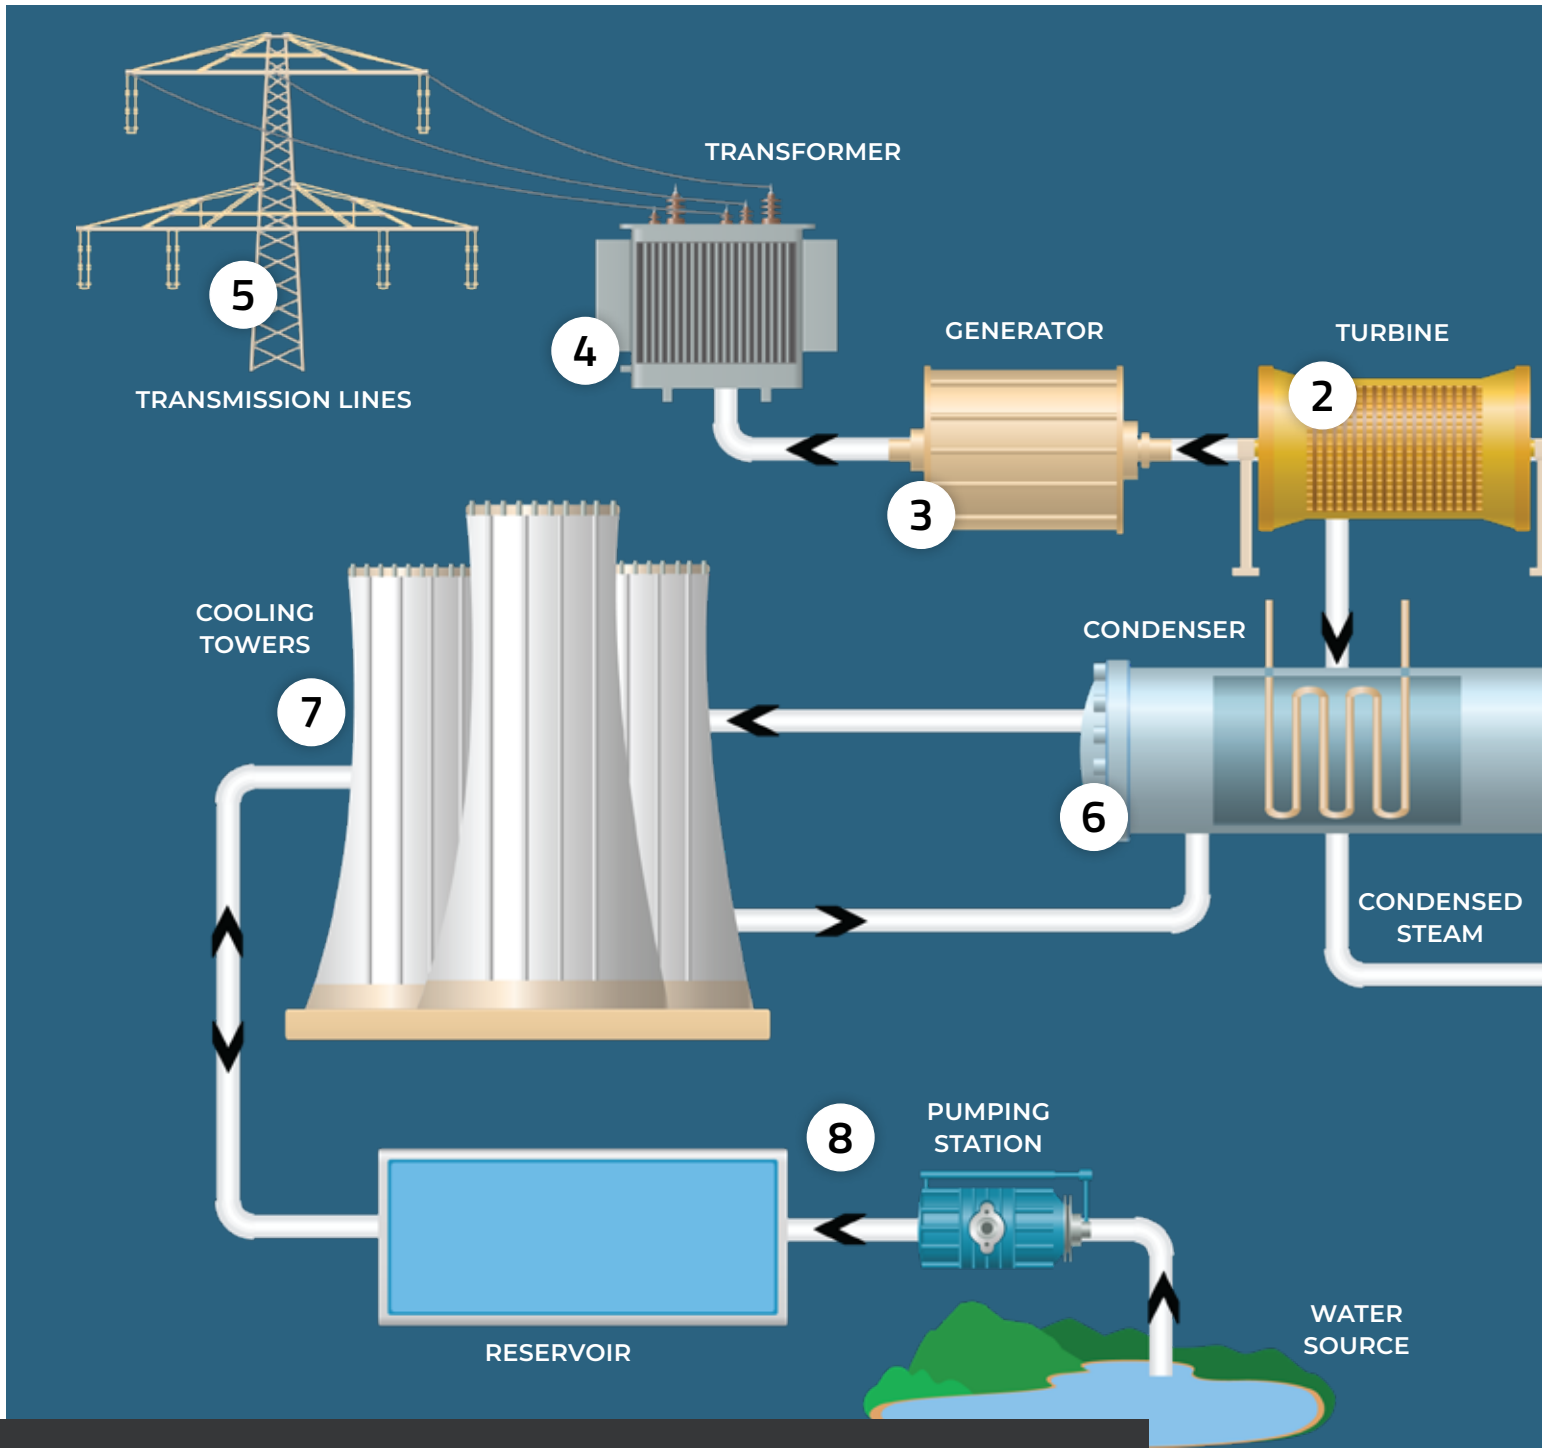 TRANSFORMER
5
4
GENERATOR
TURBINE
2
TRANSMISSION LINES
3
COOLING
TOWERS
CONDENSER
7
6
CONDENSED
STEAM
8
PUMPING
STATION
RESERVOIR
WATER
SOURCE